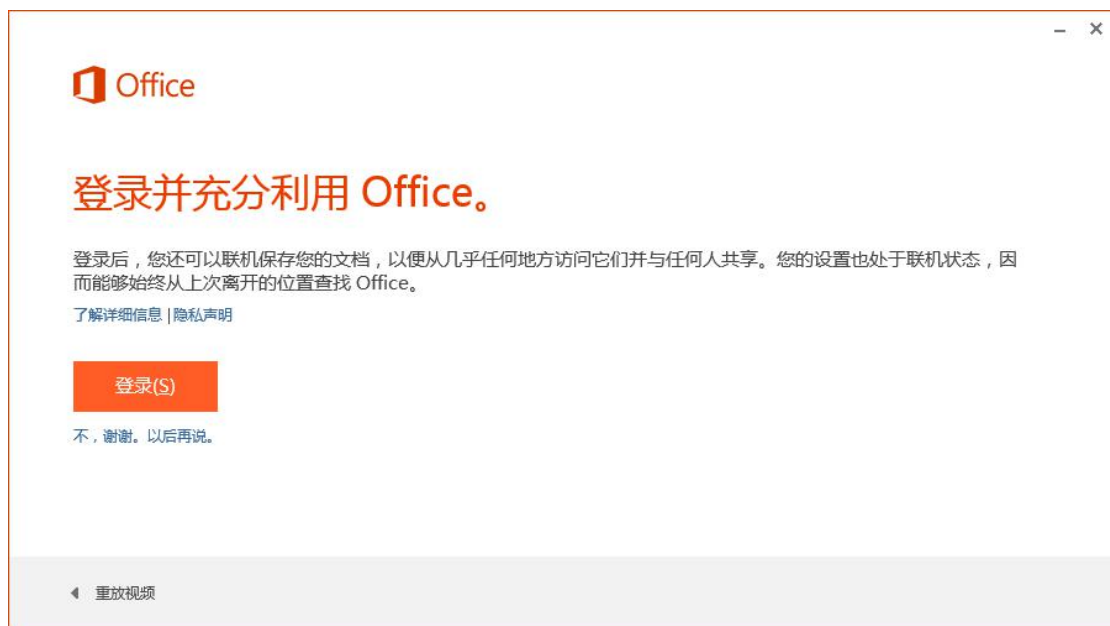 Office
登录并充分利用 Office。
登录后，您还可以联机保存您的文档，以便从几乎任何地方访问它们并与任何人共享。您的设置也处于联机状态，因
而能够始终从上次离开的位置查找 Office。
了解详细信息 | 隐私声明
登录(S)
不，谢谢。以后再说。
重放视频